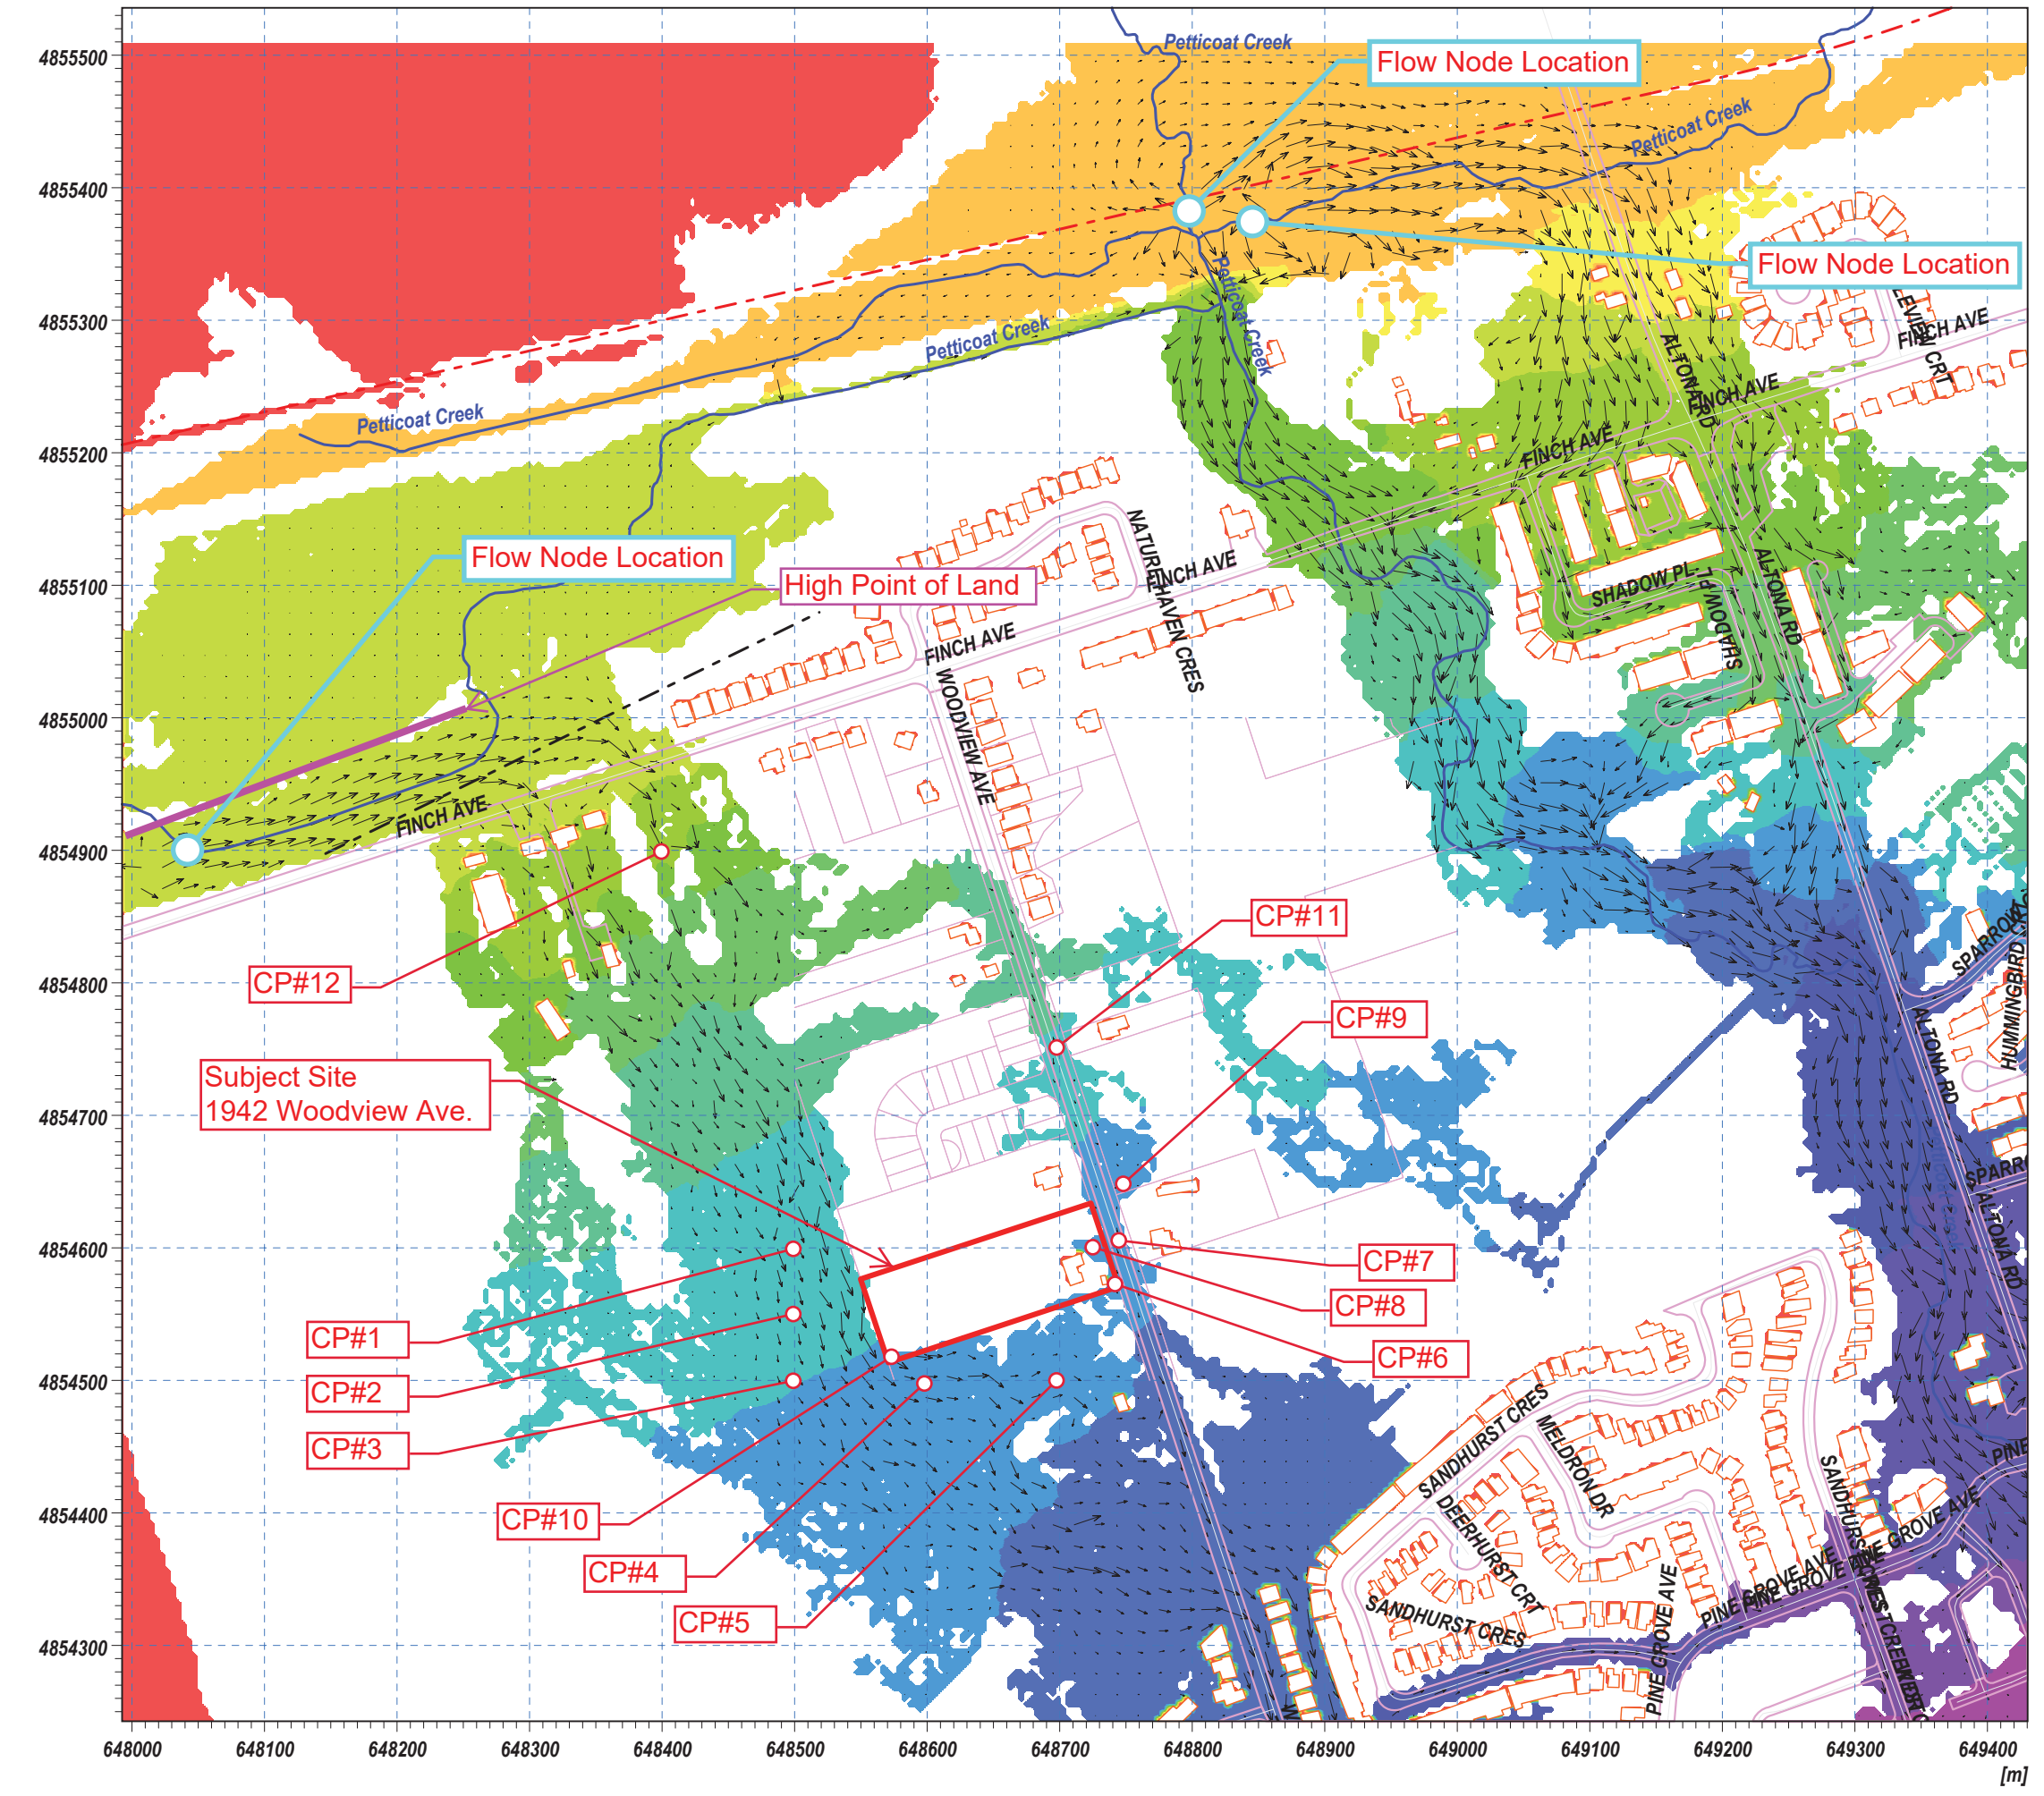 Petticoat Creek
Flow Node Location
4855500
Petticoat Creek
4855400
Flow Node Location
Petticoat Creek
4855300
Petticoat Creek
FINCH AVE
Petticoat Creek
ALTONA RD
FINCH AVE
4855200
FINCH AVE
NATUREHAVEN CRES
Flow Node Location
High Point of Land
4855100
FINCH AVE
SHADOW PL
SHADOW PL
ALTONA RD
FINCH AVE
WOODVIEW AVE
4855000
FINCH AVE
4854900
CP#11
SPARROW
HUMMINGBIRD
CP#12
4854800
CP#9
ALTONA RD
Subject Site
1942 Woodview Ave.
4854700
SPARR
ALTONA RD
4854600
CP#7
CP#8
CP#1
CP#6
CP#2
4854500
CP#3
SANDHURST CRES
MELDRON DR
PINE
CP#10
DEERHURST CRT
4854400
PINE GROVE AVE
CP#4
SANDHURST CRES
PINE GROVE AVE
CP#5
4854300
W
648000
648100
648200
648300
648400
648500
648600
648700
648800
648900
649000
649100
649200
649300
649400
[m]